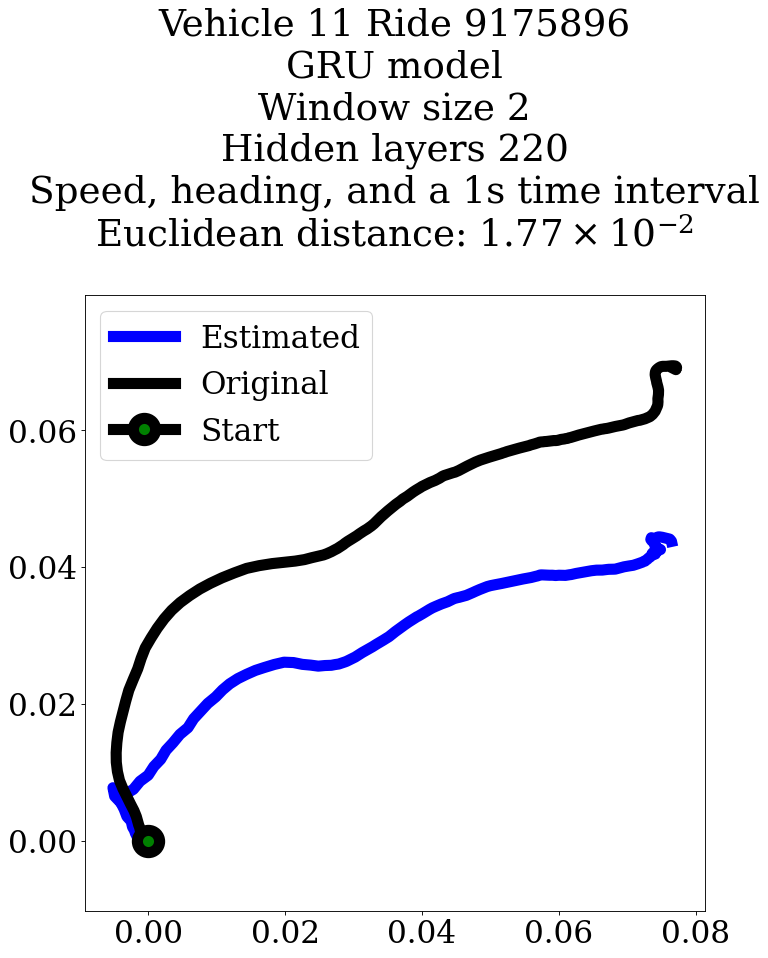 Vehicle 11 Ride 9175896
GRU model
Window size 2
Hidden layers 220
Speed, heading, and a 1s time interval
Euclidean distance: 1.77 × 10⁻²
Estimated
Original
Start
0.06
0.04
0.02
0.00
0.00 0.02 0.04 0.06 0.08